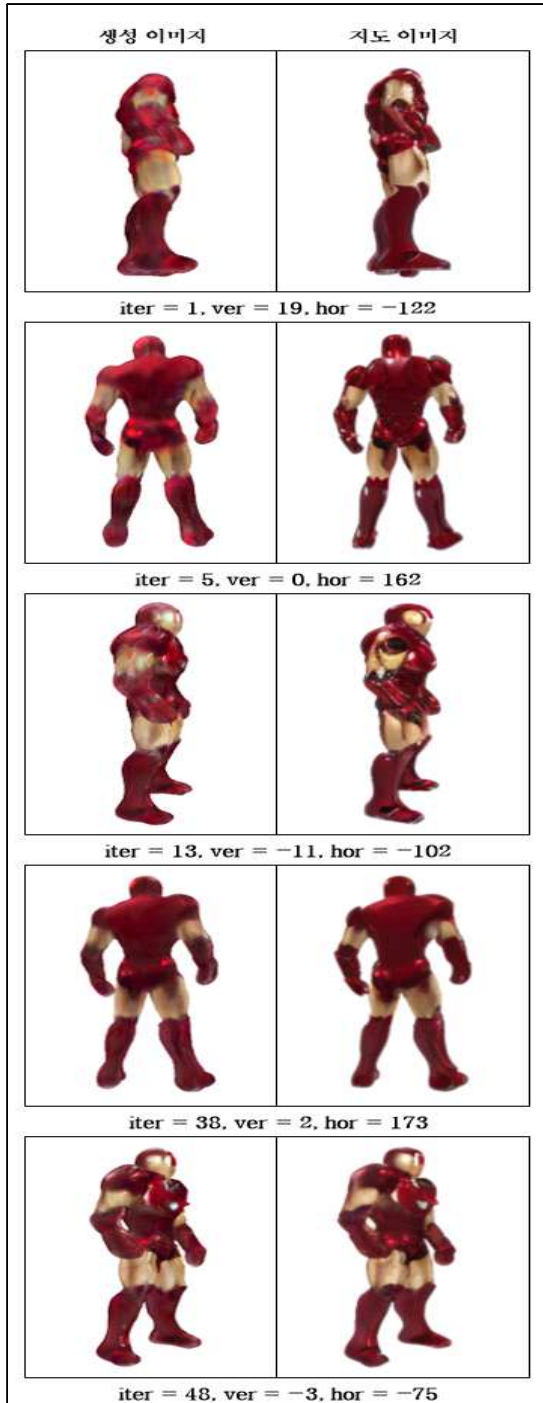 생성 이미지 지도 이미지
iter = 1, ver = 19, hor = −122
iter = 5, ver = 0, hor = 162
iter = 13, ver = −11, hor = −102
iter = 38, ver = 2, hor = 173
iter = 48, ver = −3, hor = −75